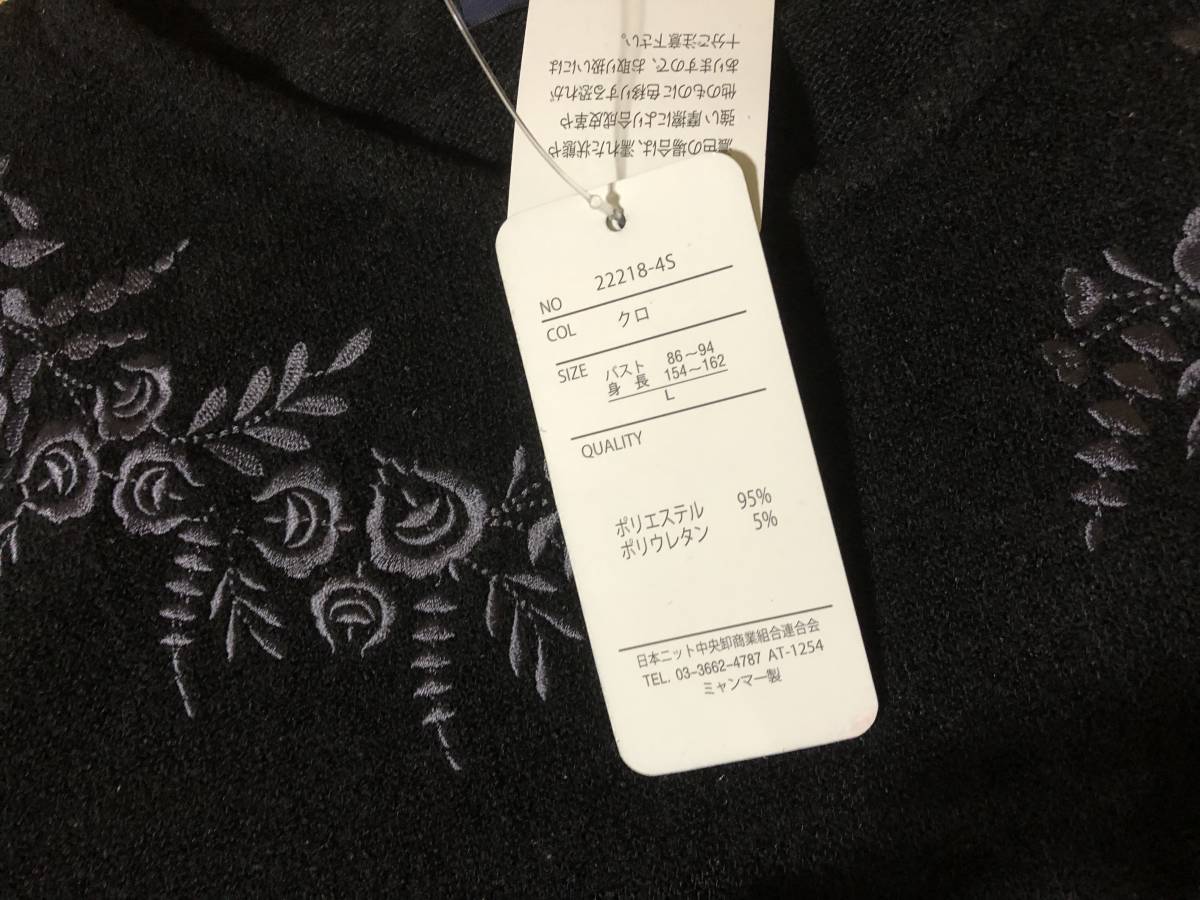 濃色の場合は、濡れた状態や
強い摩擦により合成皮革や
他のものに色移りする恐れが
ありますので、お取り扱いには
十分ご注意下さい。
NO 22218-4S
COL クロ
SIZE バスト 86～94
身長 154～162
L
QUALITY
ポリエステル 95%
ポリウレタン 5%
日本ニット中央卸商業組合連合会
TEL. 03-3662-4787 AT-1254
ミャンマー製